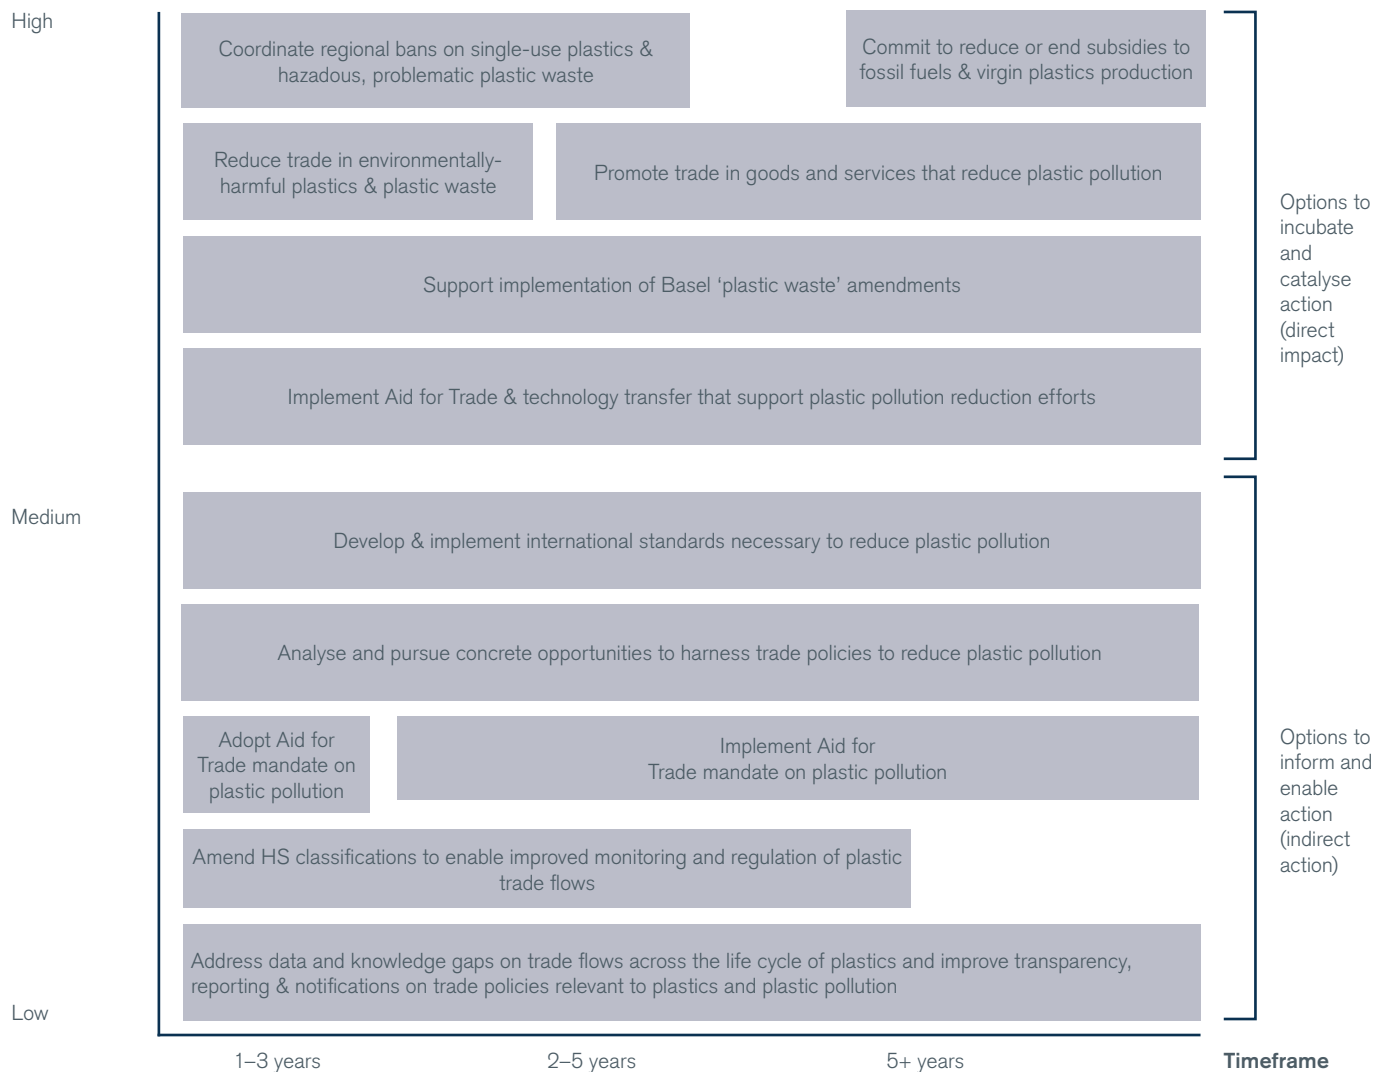 High
Coordinate regional bans on single-use plastics &
hazadous, problematic plastic waste
Commit to reduce or end subsidies to
fossil fuels & virgin plastics production
Reduce trade in environmentally-
harmful plastics & plastic waste
Promote trade in goods and services that reduce plastic pollution
Support implementation of Basel ‘plastic waste’ amendments
Implement Aid for Trade & technology transfer that support plastic pollution reduction efforts
Options to
incubate
and
catalyse
action
(direct
impact)
Medium
Develop & implement international standards necessary to reduce plastic pollution
Analyse and pursue concrete opportunities to harness trade policies to reduce plastic pollution
Adopt Aid for
Trade mandate on
plastic pollution
Implement Aid for
Trade mandate on plastic pollution
Amend HS classifications to enable improved monitoring and regulation of plastic
trade flows
Address data and knowledge gaps on trade flows across the life cycle of plastics and improve transparency,
reporting & notifications on trade policies relevant to plastics and plastic pollution
Options to
inform and
enable
action
(indirect
action)
Low
1–3 years
2–5 years
5+ years
Timeframe